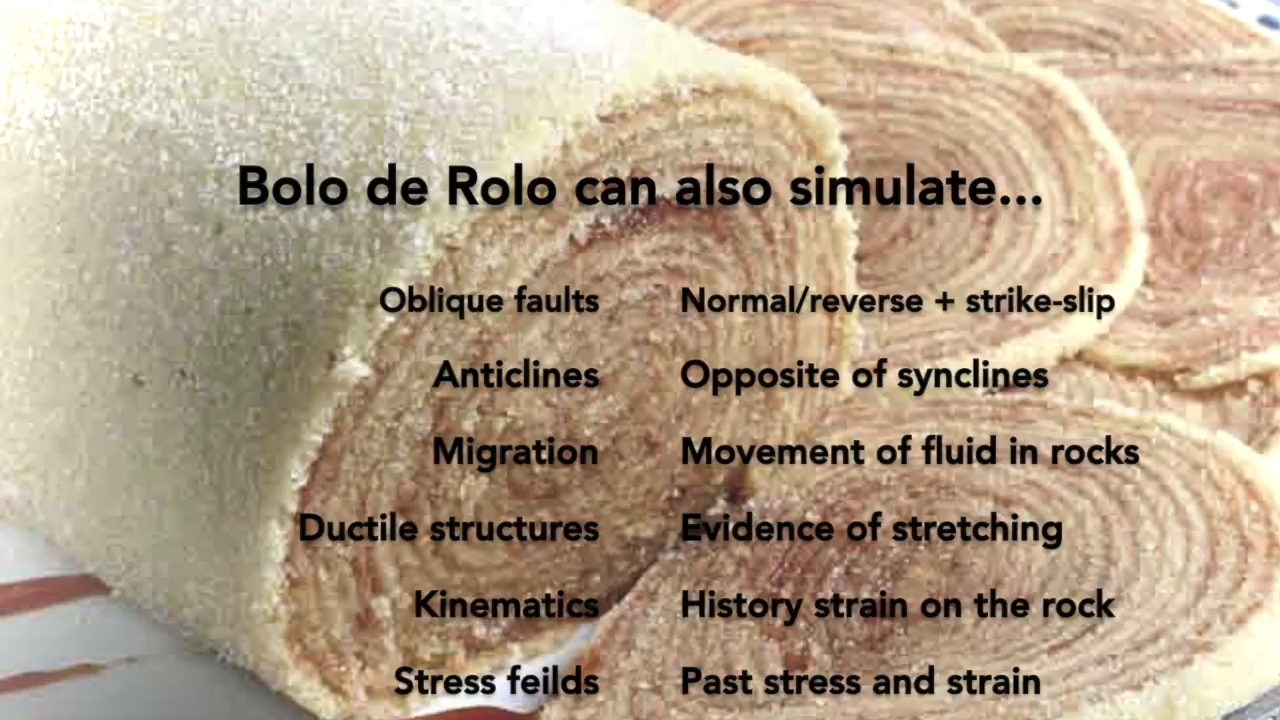 Bolo de Rolo can also simulate...
Oblique faults Normal/reverse + strike-slip
Anticlines Opposite of synclines
Migration Movement of fluid in rocks
Ductile structures Evidence of stretching
Kinematics History strain on the rock
Stress feilds Past stress and strain